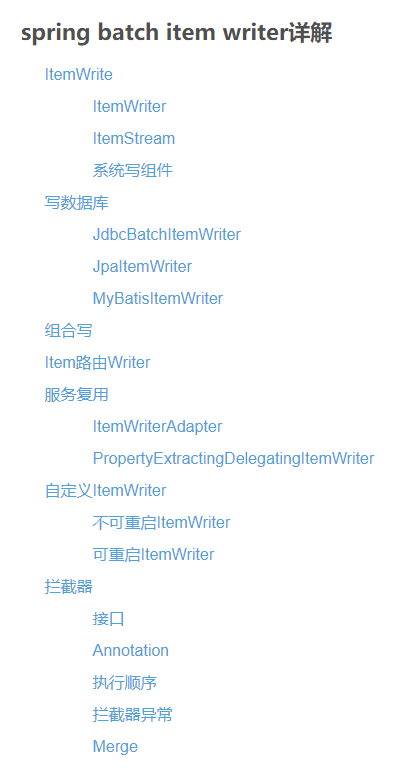 spring batch item writer详解
ItemWrite
ItemWriter
ItemStream
系统写组件
写数据库
JdbcBatchItemWriter
JpaItemWriter
MyBatisItemWriter
组合写
Item路由Writer
服务复用
ItemWriterAdapter
PropertyExtractingDelegatingItemWriter
自定义ItemWriter
不可重启ItemWriter
可重启ItemWriter
拦截器
接口
Annotation
执行顺序
拦截器异常
Merge